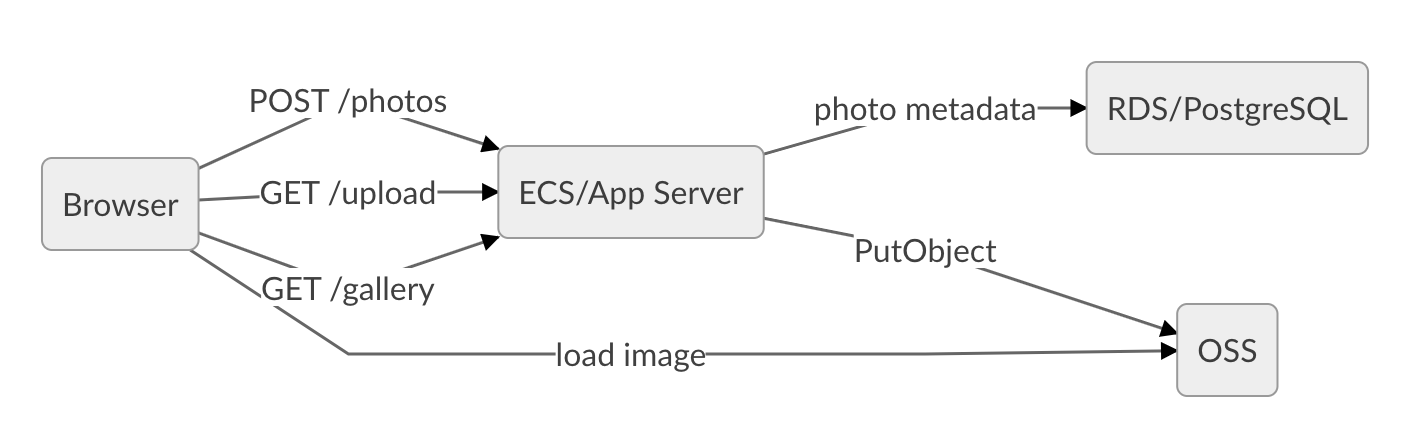 POST /photos
photo metadata
RDS/PostgreSQL
Browser
GET /upload
ECS/App Server
PutObject
GET /gallery
load image
OSS